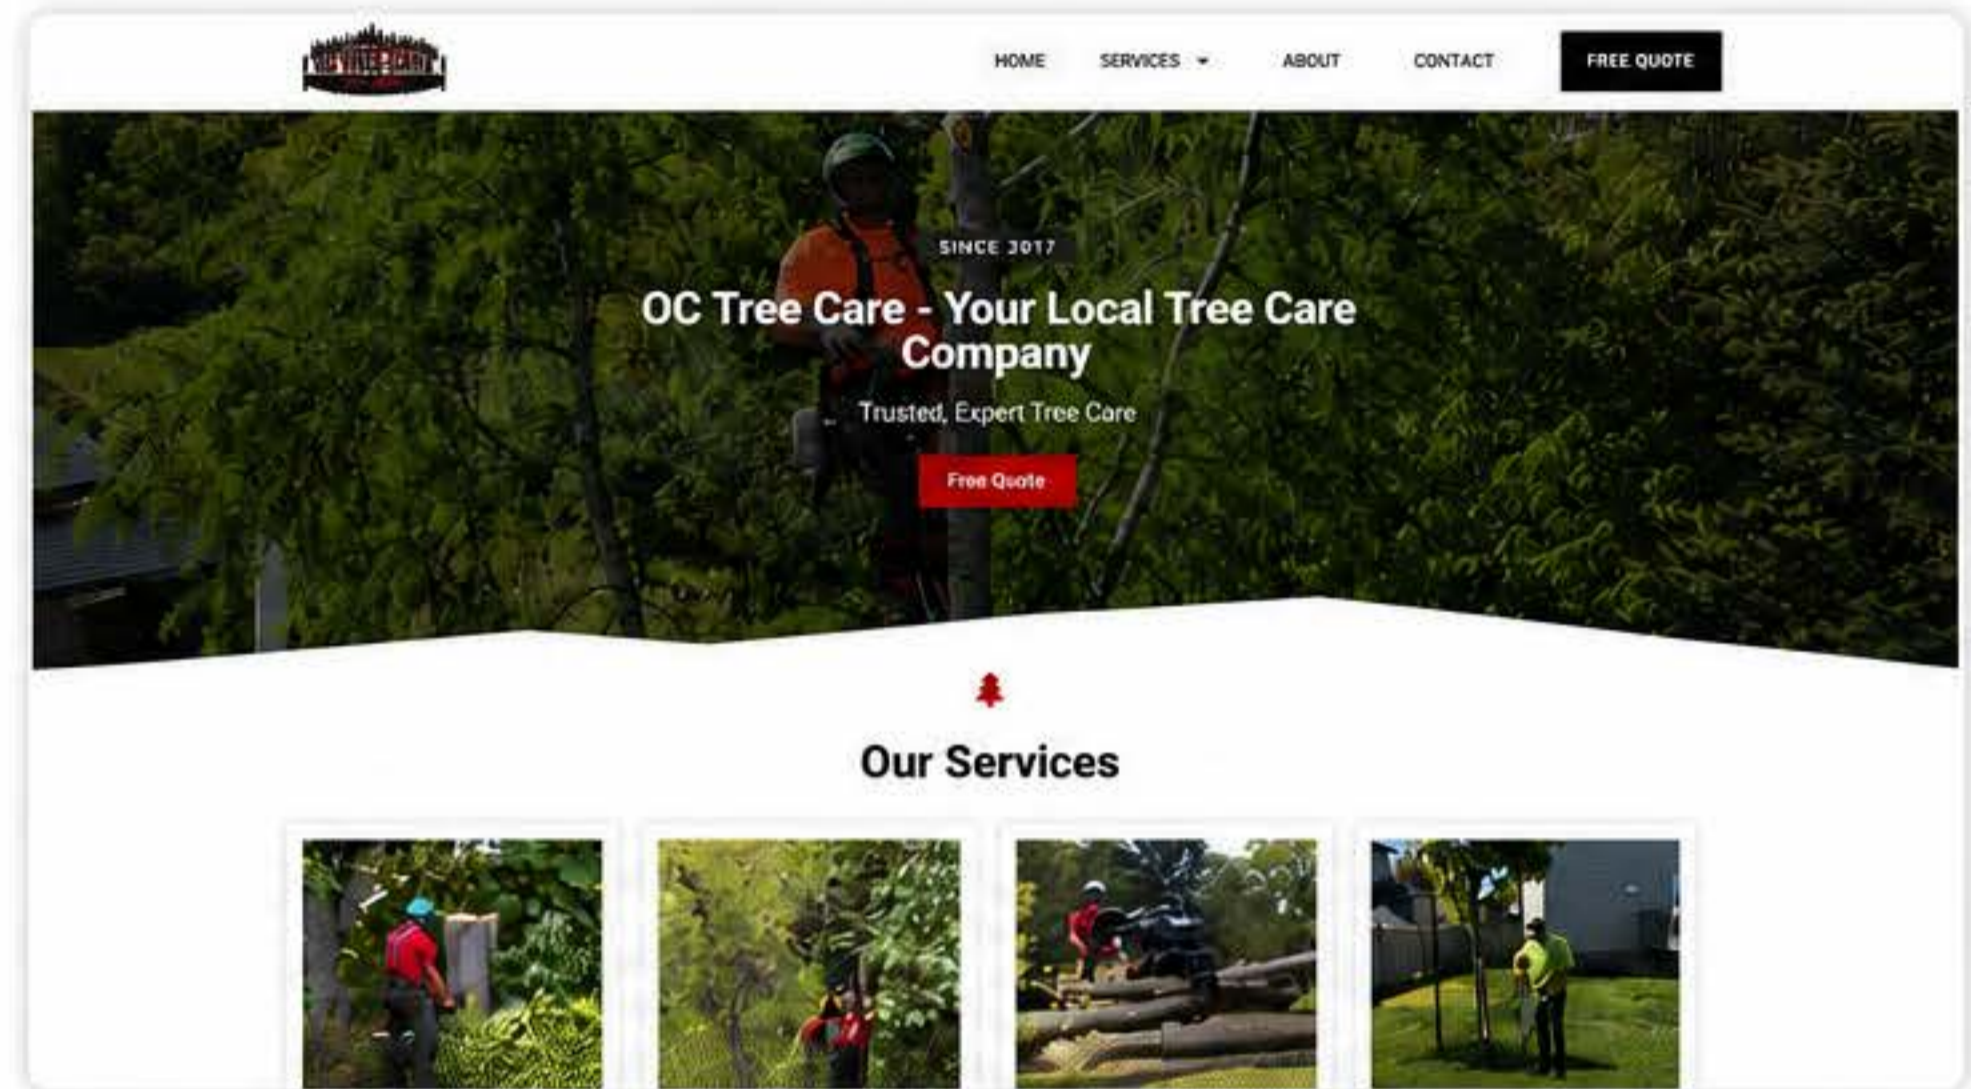 HOME
SERVICES
ABOUT
CONTACT
FREE QUOTE
SINCE 3017
OC Tree Care - Your Local Tree Care
Company
Trusted, Expert Tree Care
Free Quote
Our Services